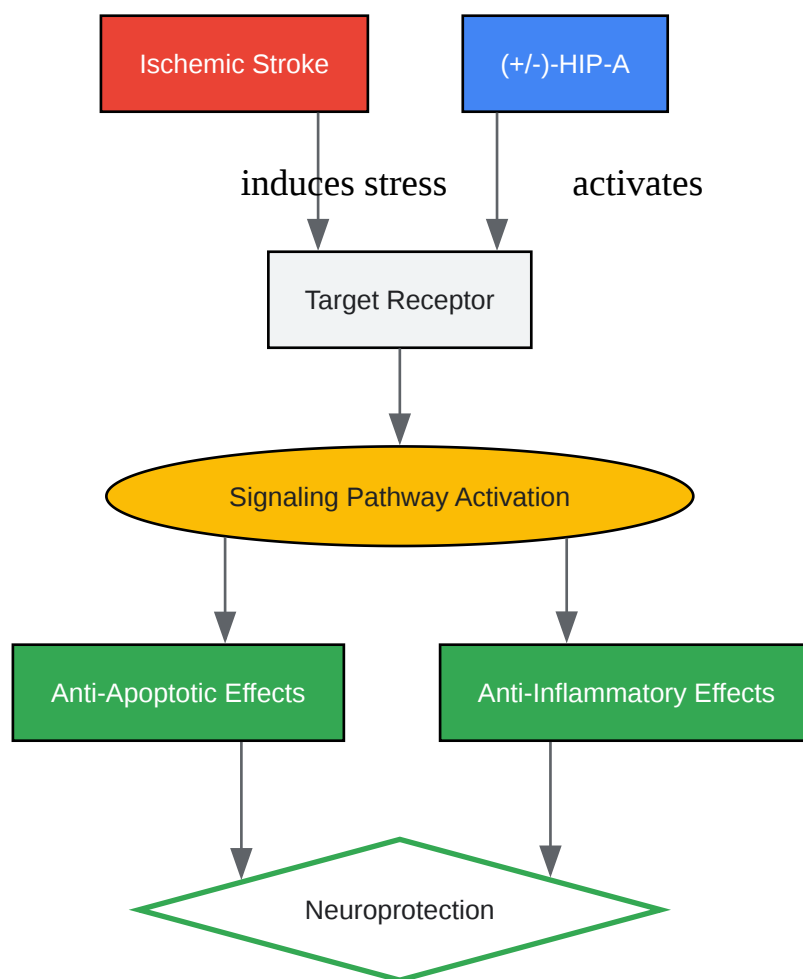 Ischemic Stroke
(+/-)-HIP-A
induces stress
activates
Target Receptor
Signaling Pathway Activation
Anti-Apoptotic Effects
Anti-Inflammatory Effects
Neuroprotection